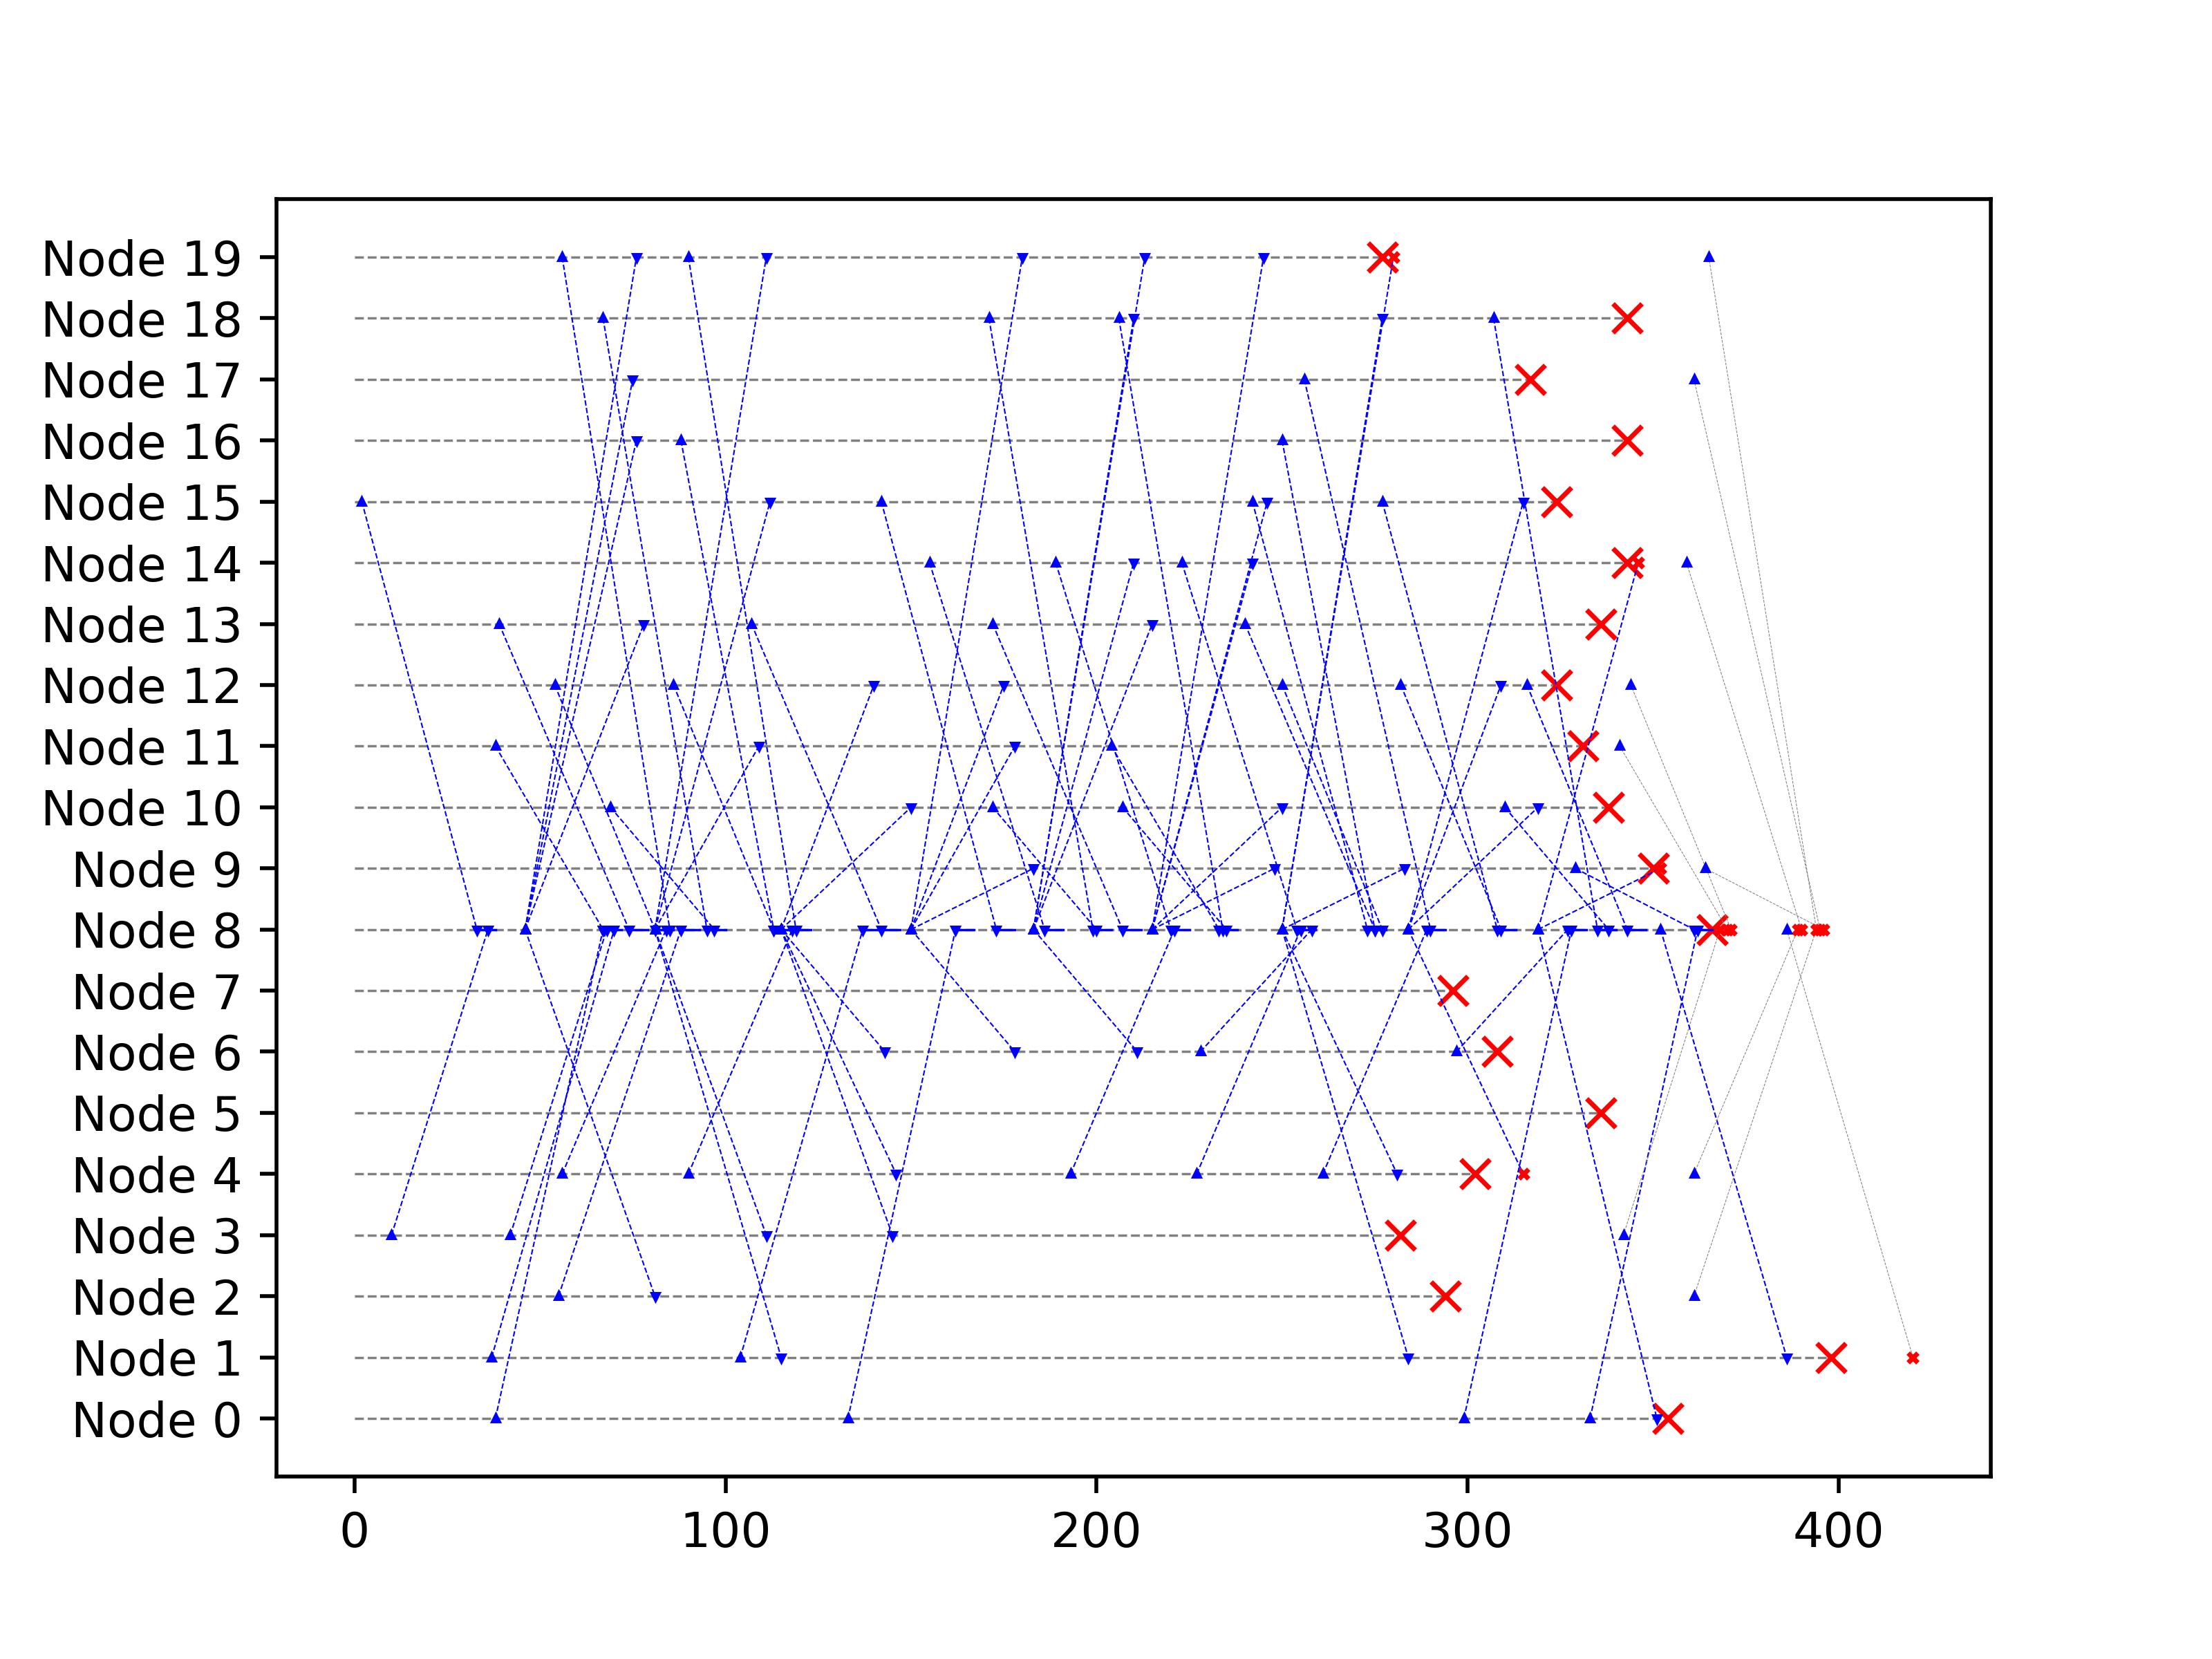 Node 19
Node 18
Node 17
Node 16
Node 15
Node 14
Node 13
Node 12
Node 11
Node 10
Node 9
Node 8
Node 7
Node 6
Node 5
Node 4
Node 3
Node 2
Node 1
Node 0
0 100 200 300 400